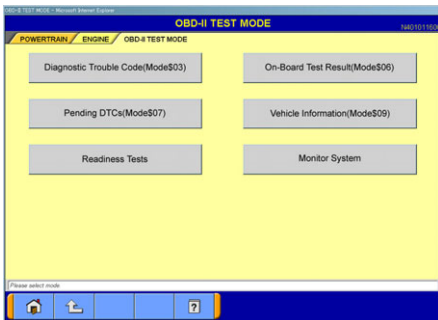 OBD-II TEST MODE - Microsoft Internet Explorer
OBD-II TEST MODE
N40101160
POWERTRAIN ENGINE OBD-II TEST MODE
Diagnostic Trouble Code(Mode$03) On-Board Test Result(Mode$06)
Pending DTCs(Mode$07) Vehicle Information(Mode$09)
Readiness Tests Monitor System
Please select mode
?